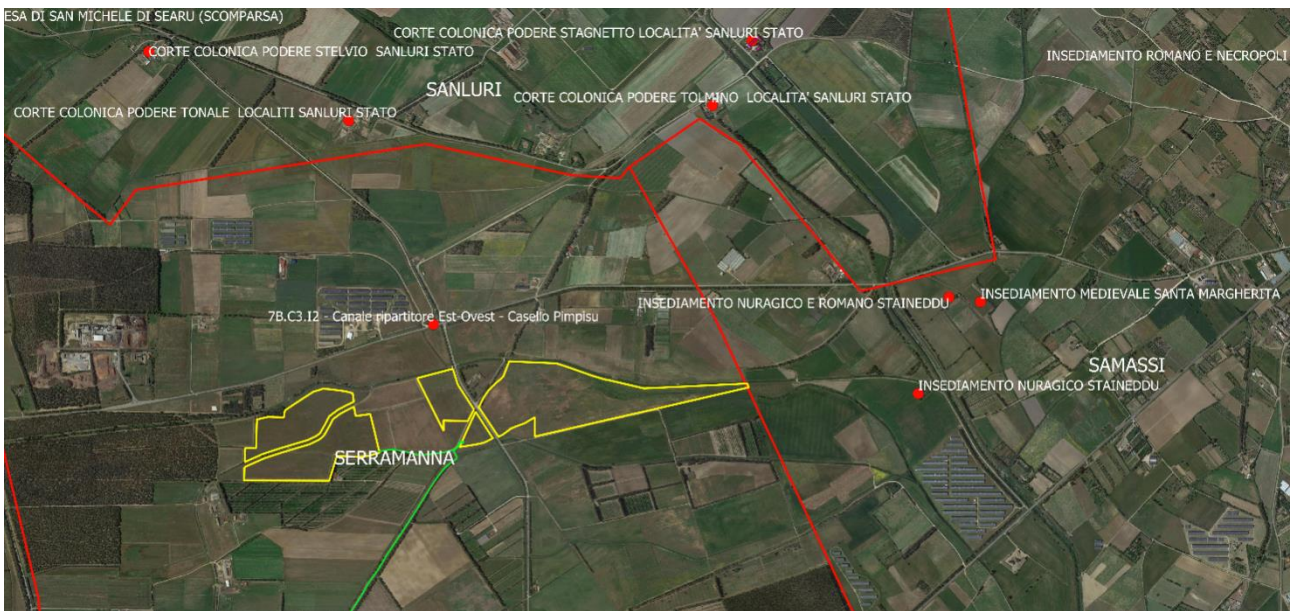 ESA DI SAN MICHELE DI SEARU (SCOMPARSA)
CORTE COLONICA PODERE STAGNETTO LOCALITA' SANLURI STATO
CORTE COLONICA PODERE STELVIO SANLURI STATO
INSEDIAMENTO ROMANO E NECROPOLI
SANLURI
CORTE COLONICA PODERE TOLMINO LOCALITA' SANLURI STATO
CORTE COLONICA PODERE TONALE LOCALITI SANLURI STATO
INSEDIAMENTO MEDIEVALE SANTA MARGHERITA
INSEDIAMENTO NURAGICO E ROMANO STAINEDDU
7B.C3.I2 - Canale ripartitore Est-Ovest - Casello Pimpisu
SAMASSI
INSEDIAMENTO NURAGICO STAINEDDU
SERRAMANNA